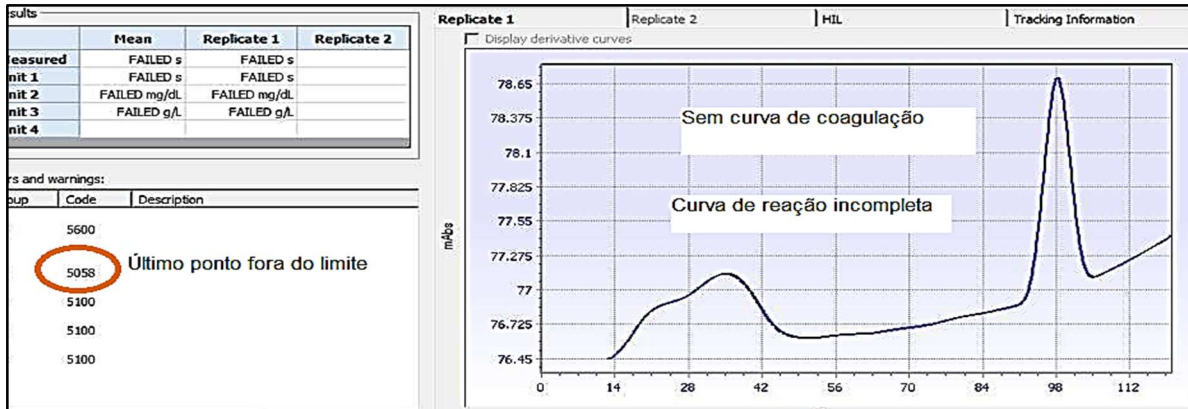 sults
Mean Replicate 1 Replicate 2
leasured FAILED s FAILED s
nit 1 FAILED s FAILED s
nit 2 FAILED mg/dL FAILED mg/dL
nit 3 FAILED g/L FAILED g/L
nit 4
rs and warnings:
oup Code Description
5600
5058 Último ponto fora do limite
5100
5100
5100
Replicate 1 Replicate 2 HIL Tracking Information
Display derivative curves
mAbs
78.65
78.375
78.1
77.825
77.55
77.275
77
76.725
76.45
0 14 28 42 56 70 84 98 112
Sem curva de coagulação
Curva de reação incompleta